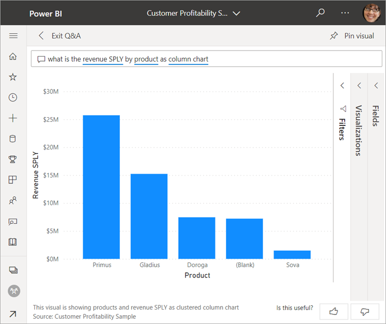 Power BI
Customer Profitability S...
Exit Q&A
Pin visual
what is the revenue SPLY by product as column chart
$30M
$25M
$20M
$15M
$10M
$5M
$0M
Revenue SPLY
Primus
Gladius
Doroga
(Blank)
Sova
Product
Filters
Visualizations
Fields
This visual is showing products and revenue SPLY as clustered column chart
Source: Customer Profitability Sample
Is this useful?